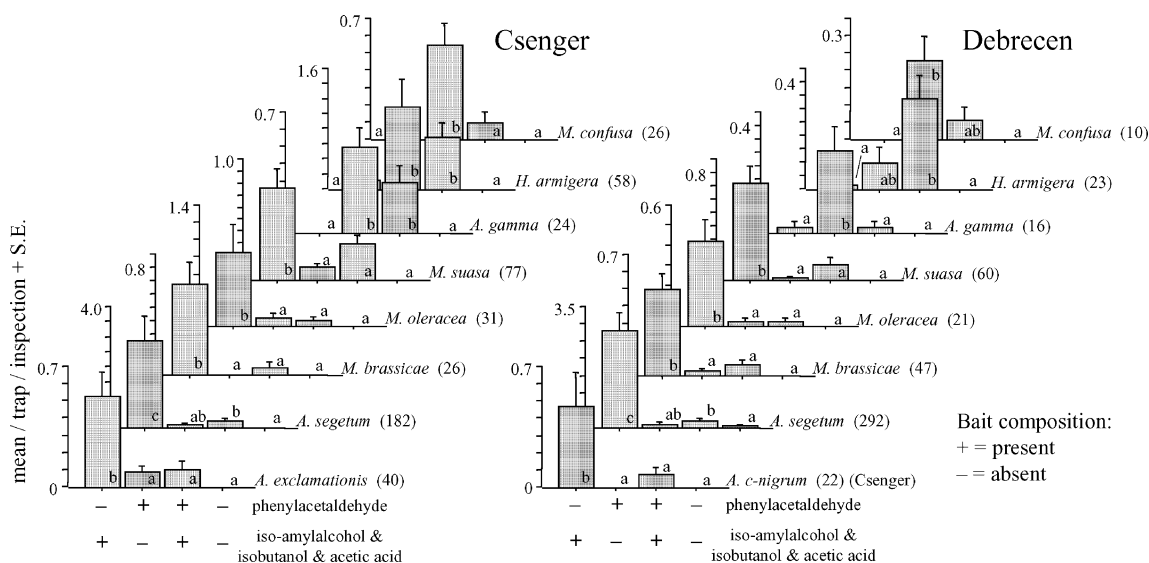 Csenger
mean / trap / inspection + S.E.
0.7
a b a a
M. confusa (26)
1.6
a b b a
H. armigera (58)
0.7
a b b a
A. gamma (24)
1.0
b a a a
M. suasa (77)
1.4
b a a a
M. oleracea (31)
0.8
b a a a
M. brassicae (26)
4.0
c ab b a
A. segetum (182)
0.7
0
b a a a
A. exclamationis (40)
– + + –
phenylacetaldehyde
+ – + –
iso-amylalcohol &
isobutanol & acetic acid
Debrecen
0.3
a b ab a
M. confusa (10)
0.4
a ab b a
H. armigera (23)
0.4
a b a a
A. gamma (16)
0.8
b a a a
M. suasa (60)
0.6
b a a a
M. oleracea (21)
0.7
b a a a
M. brassicae (47)
3.5
c ab b a
A. segetum (292)
0.7
0
b a a a
A. c-nigrum (22) (Csenger)
– + + –
phenylacetaldehyde
+ – + –
iso-amylalcohol &
isobutanol & acetic acid
Bait composition:
+ = present
– = absent